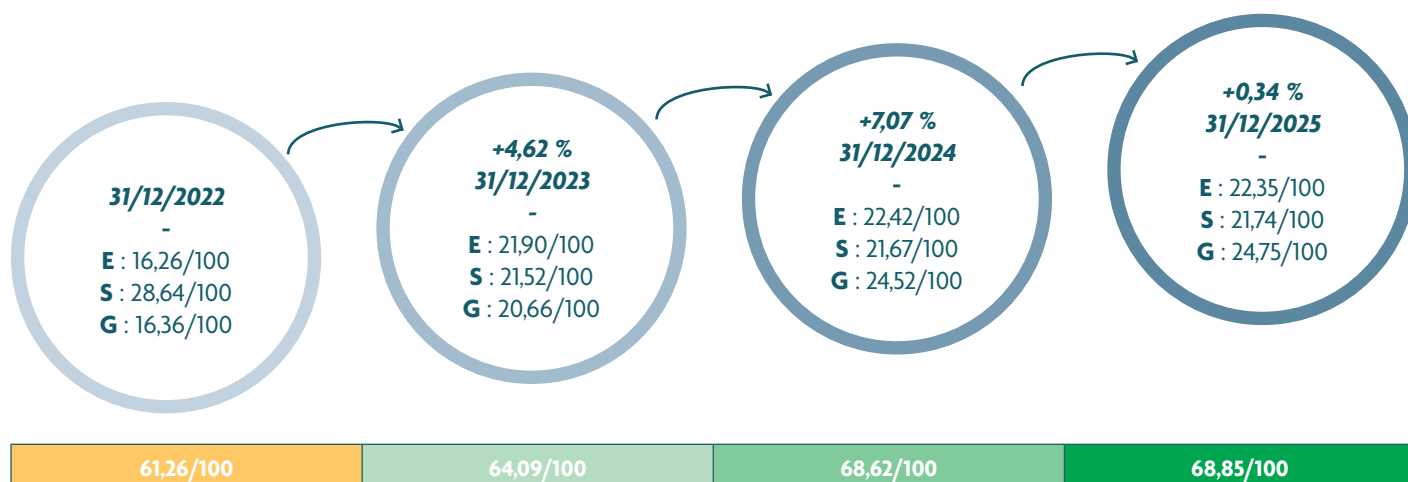 31/12/2022
-
E : 16,26/100
S : 28,64/100
G : 16,36/100
+4,62 %
31/12/2023
-
E : 21,90/100
S : 21,52/100
G : 20,66/100
+7,07 %
31/12/2024
-
E : 22,42/100
S : 21,67/100
G : 24,52/100
+0,34 %
31/12/2025
-
E : 22,35/100
S : 21,74/100
G : 24,75/100
61,26/100
64,09/100
68,62/100
68,85/100